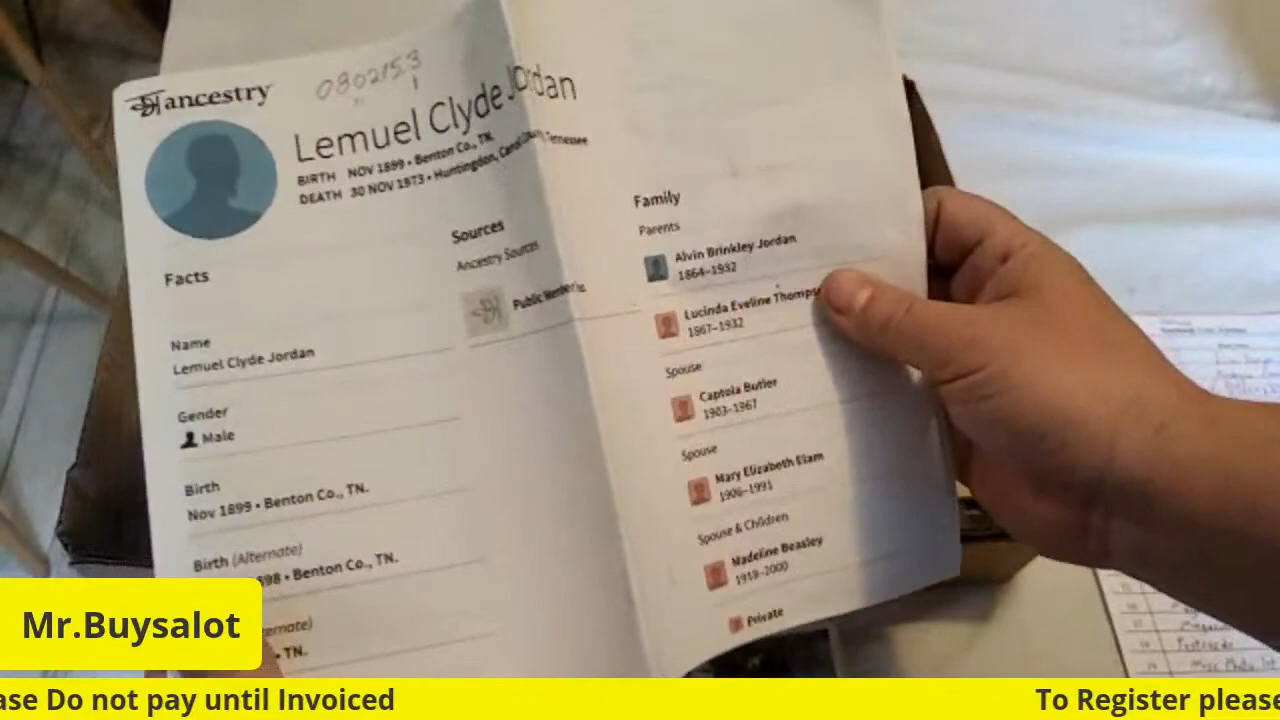 ancestry
0802153
Lemuel Clyde Jordan
BIRTH NOV 1899 • Benton Co., TN.
DEATH 30 NOV 1973 • Huntingdon, Tennessee
Facts
Name
Lemuel Clyde Jordan
Gender
Male
Birth
Nov 1899 • Benton Co., TN.
Birth (Alternate)
898 • Benton Co., TN.
ernate)
• TN.
Sources
Ancestry Sources
Public
Family
Parents
Alvin Brinkley Jordan
1864–1932
Lucinda Eveline Thomps
1867–1932
Spouse
Captola Butler
1903–1967
Spouse
Mary Elizabeth Elam
1906–1991
Spouse & Children
Madeline Beasley
1919–2000
Private
Postcards
Mr.Buysalot
ase Do not pay until Invoiced
To Register please